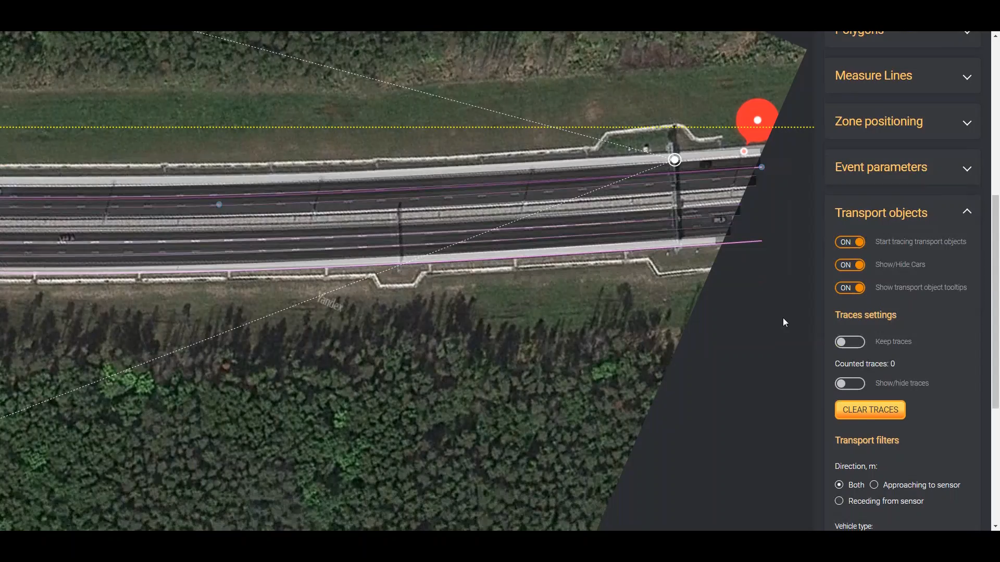 Polygons
Measure Lines
Zone positioning
Event parameters
Transport objects
ON Start tracing transport objects
ON Show/Hide Cars
ON Show transport object tooltips
Traces settings
Keep traces
Counted traces: 0
Show/hide traces
CLEAR TRACES
Transport filters
Direction, m:
Both Approaching to sensor
Receding from sensor
Vehicle type:
Yandex